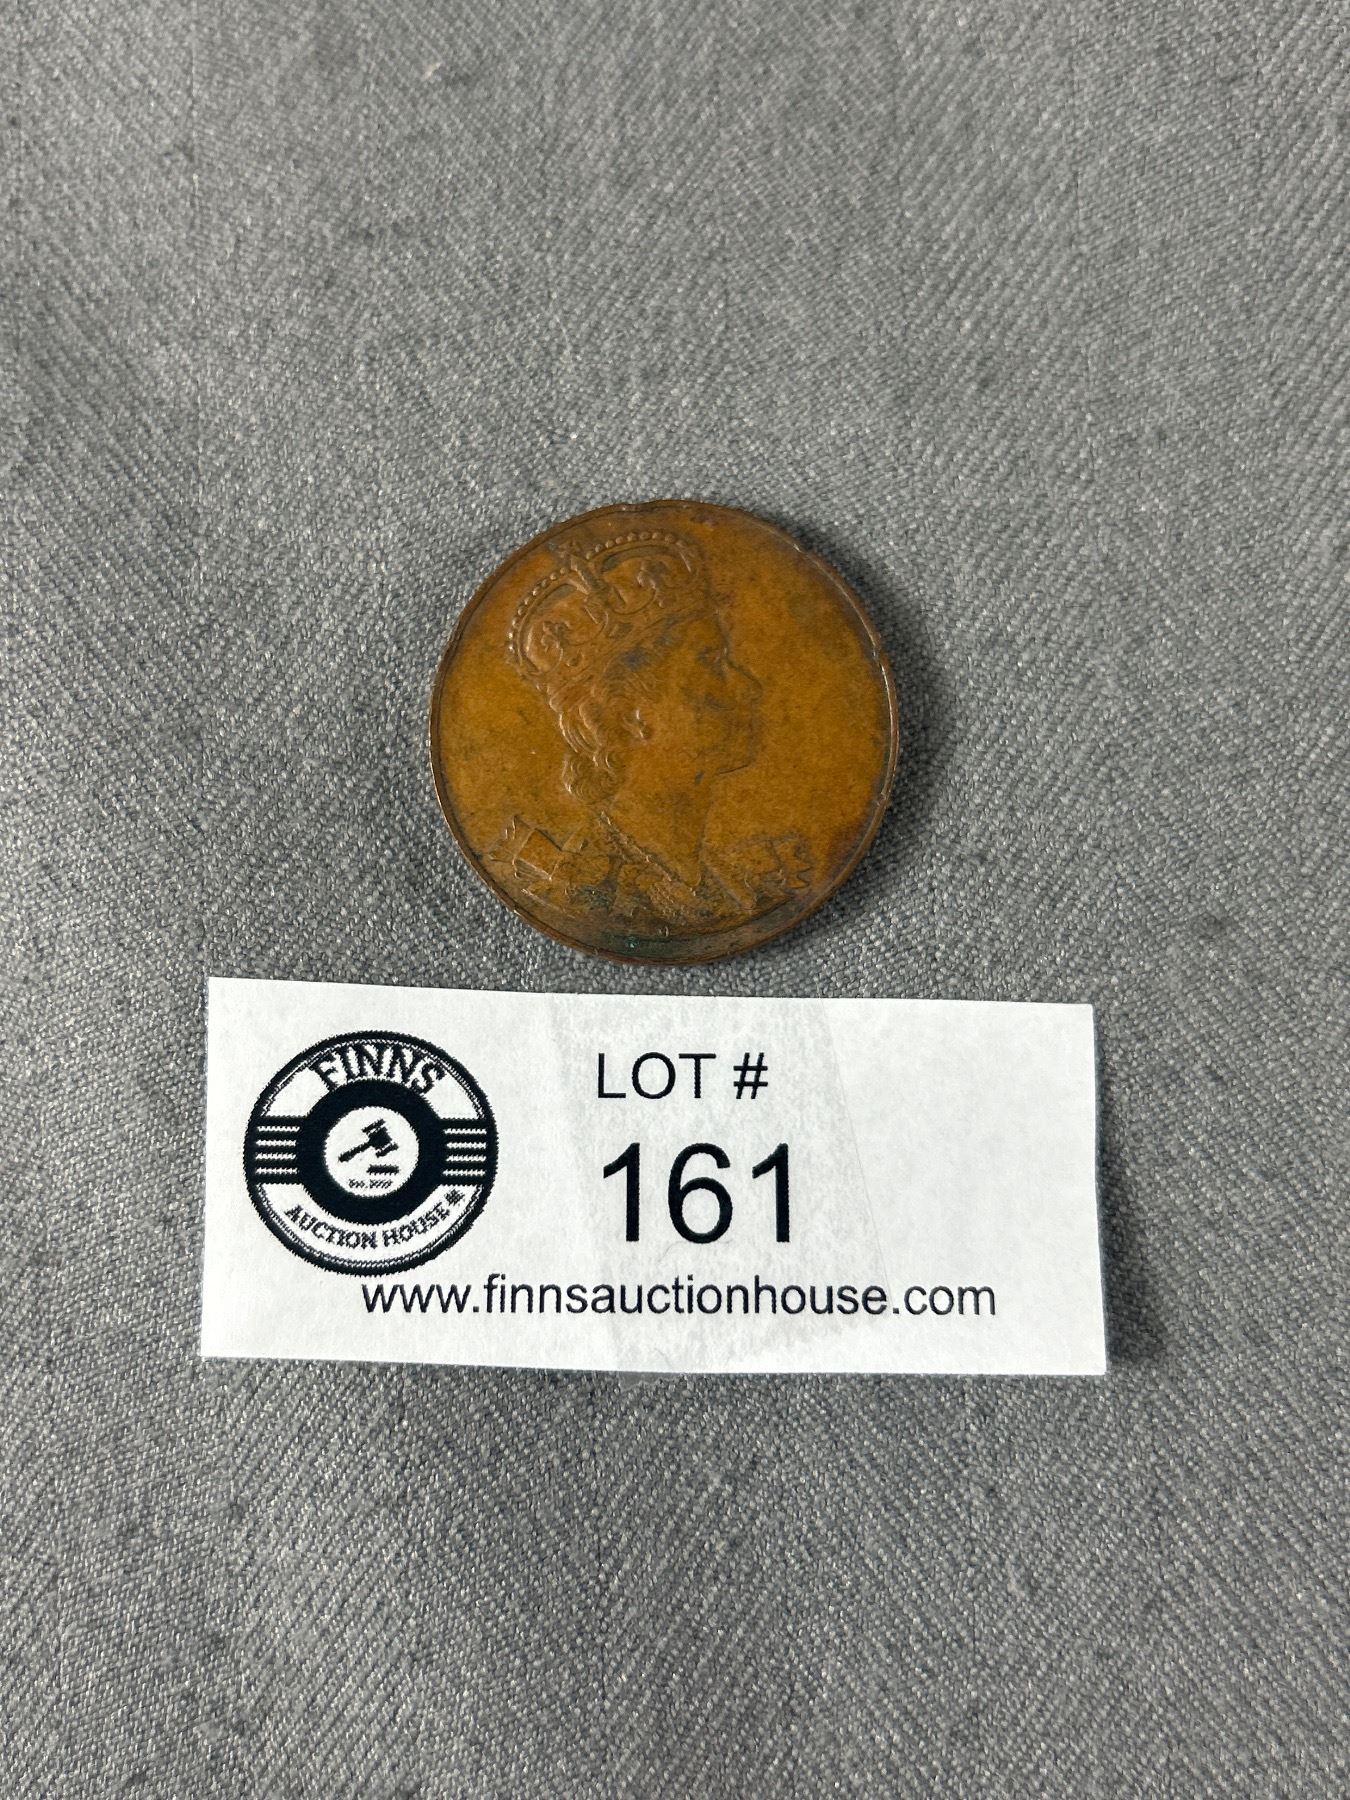 FINNS
AUCTION HOUSE
LOT #
161
www.finnsauctionhouse.com